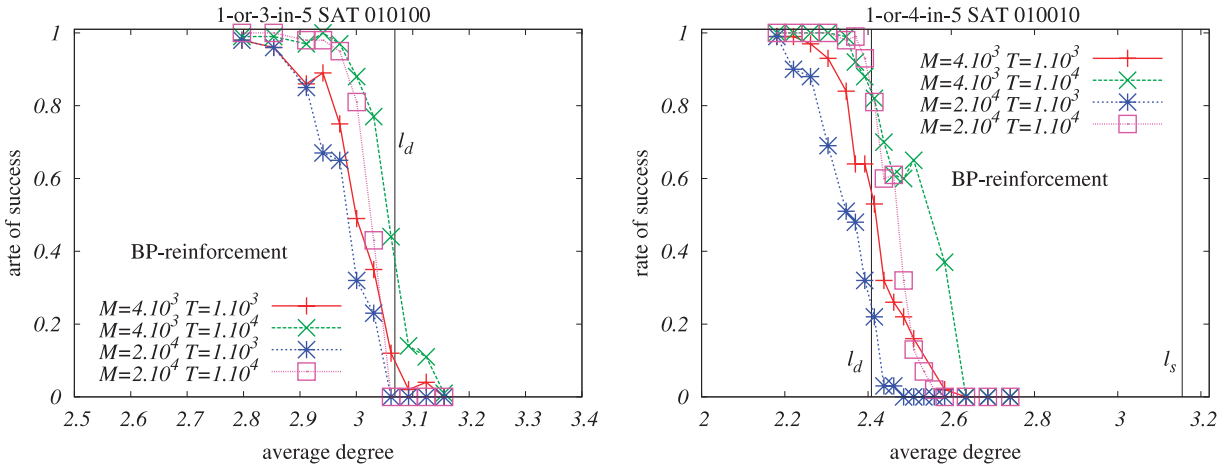 1-or-3-in-5 SAT 010100
1
0.8
0.6
0.4
0.2
0
arte of success
l_d
BP-reinforcement
M=4.10^3 T=1.10^3
M=4.10^3 T=1.10^4
M=2.10^4 T=1.10^3
M=2.10^4 T=1.10^4
2.5 2.6 2.7 2.8 2.9 3 3.1 3.2 3.3 3.4
average degree
1-or-4-in-5 SAT 010010
1
0.8
0.6
0.4
0.2
0
rate of success
M=4.10^3 T=1.10^3
M=4.10^3 T=1.10^4
M=2.10^4 T=1.10^3
M=2.10^4 T=1.10^4
BP-reinforcement
l_d
l_s
2 2.2 2.4 2.6 2.8 3 3.2
average degree